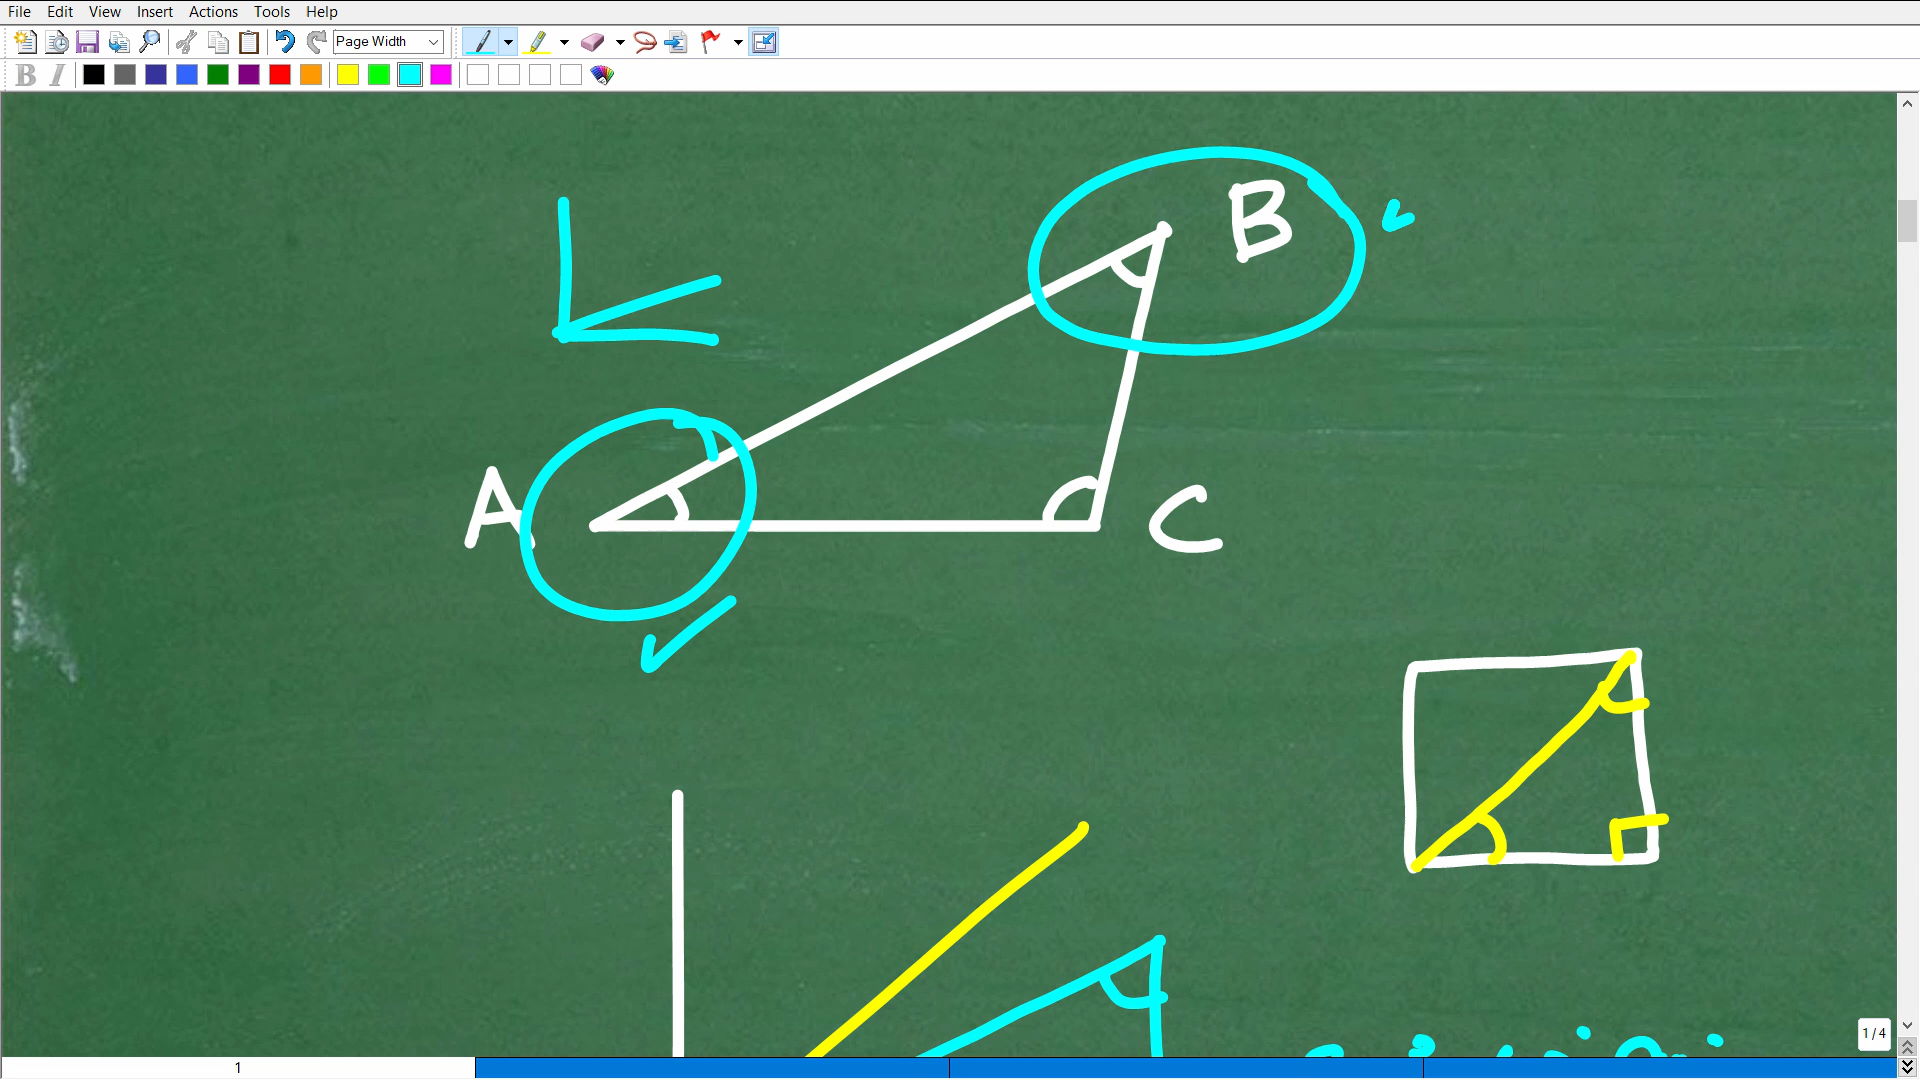 File Edit View Insert Actions Tools Help
Page Width
B I
B
A
C
1 / 4
1